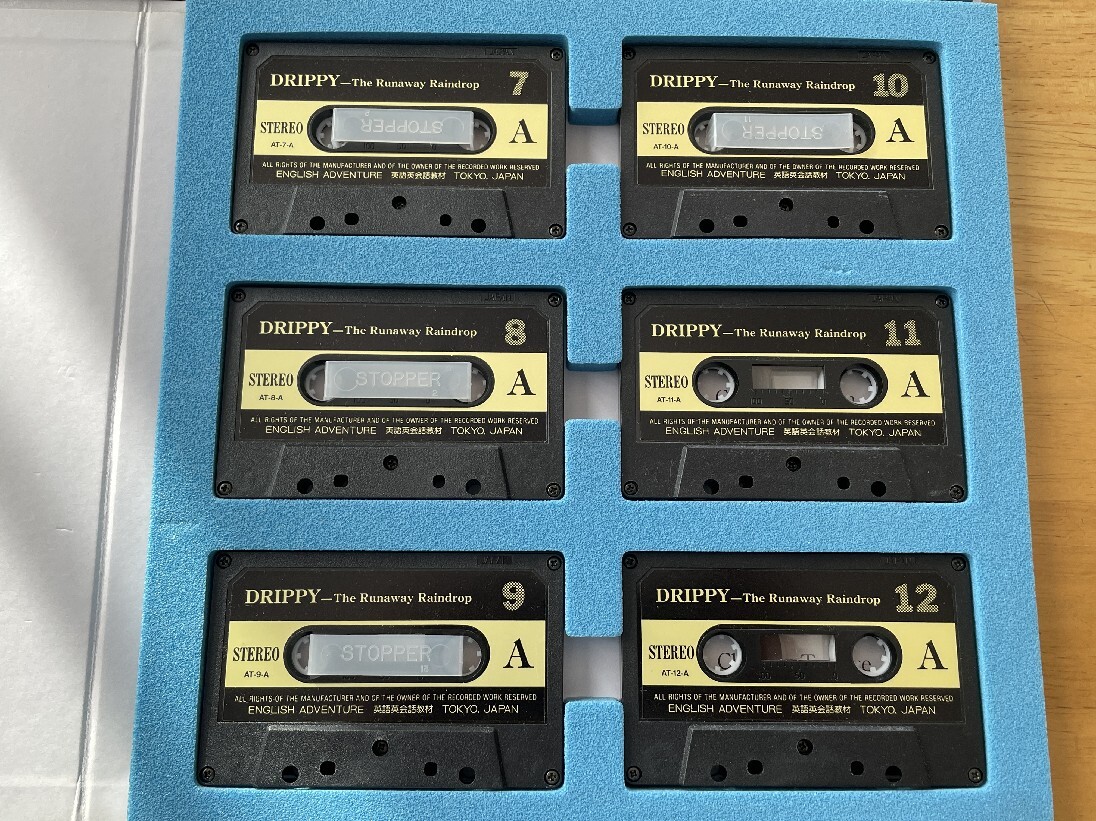 DRIPPY—The Runaway Raindrop 7
STEREO A
AT-7-A
STOPPER
ALL RIGHTS OF THE MANUFACTURER AND OF THE OWNER OF THE RECORDED WORK RESERVED
ENGLISH ADVENTURE 英語英会話教材 TOKYO, JAPAN
DRIPPY—The Runaway Raindrop 10
STEREO A
AT-10-A
STOPPER
11
ALL RIGHTS OF THE MANUFACTURER AND OF THE OWNER OF THE RECORDED WORK RESERVED
ENGLISH ADVENTURE 英語英会話教材 TOKYO, JAPAN
DRIPPY—The Runaway Raindrop 8
STEREO A
AT-8-A
STOPPER
ALL RIGHTS OF THE MANUFACTURER AND OF THE OWNER OF THE RECORDED WORK RESERVED
ENGLISH ADVENTURE 英語英会話教材 TOKYO, JAPAN
DRIPPY—The Runaway Raindrop 11
STEREO A
AT-11-A
100 50 0
ALL RIGHTS OF THE MANUFACTURER AND OF THE OWNER OF THE RECORDED WORK RESERVED
ENGLISH ADVENTURE 英語英会話教材 TOKYO, JAPAN
DRIPPY—The Runaway Raindrop 9
STEREO A
AT-9-A
STOPPER
ALL RIGHTS OF THE MANUFACTURER AND OF THE OWNER OF THE RECORDED WORK RESERVED
ENGLISH ADVENTURE 英語英会話教材 TOKYO, JAPAN
DRIPPY—The Runaway Raindrop 12
STEREO A
AT-12-A
100 50 0
ALL RIGHTS OF THE MANUFACTURER AND OF THE OWNER OF THE RECORDED WORK RESERVED
ENGLISH ADVENTURE 英語英会話教材 TOKYO, JAPAN